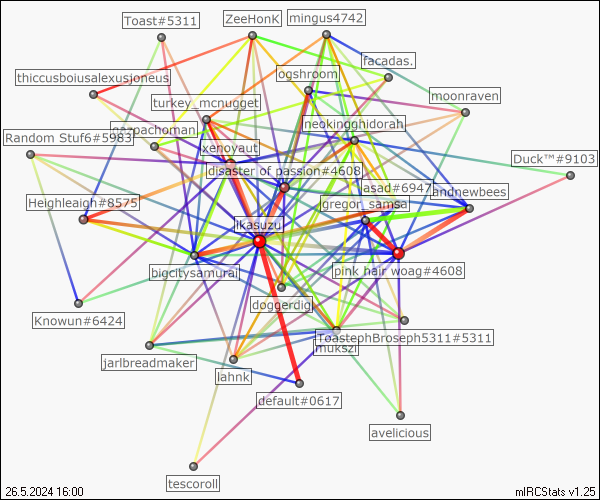 Toast#5311
ZeeHonK
mingus4742
thiccusboiusalexusjoneus
ogshroom
facadas.
turkey_mcnugget
moonraven
gazpachoman
neokingghidorah
Random Stuf6#5983
xenoyaut
Duck™#9103
disaster of passion#4608
asad#6947
andnewbees
Heighleaigh#8575
gregor_samsa
ikasuzu
bigcitysamurai
pink hair woag#4608
doggerdig
Knowun#6424
ToastephBroseph5311#5311
mukszi
jarlbreadmaker
lahnk
default#0617
avelicious
tescoroll
26.5.2024 16:00
mIRCStats v1.25